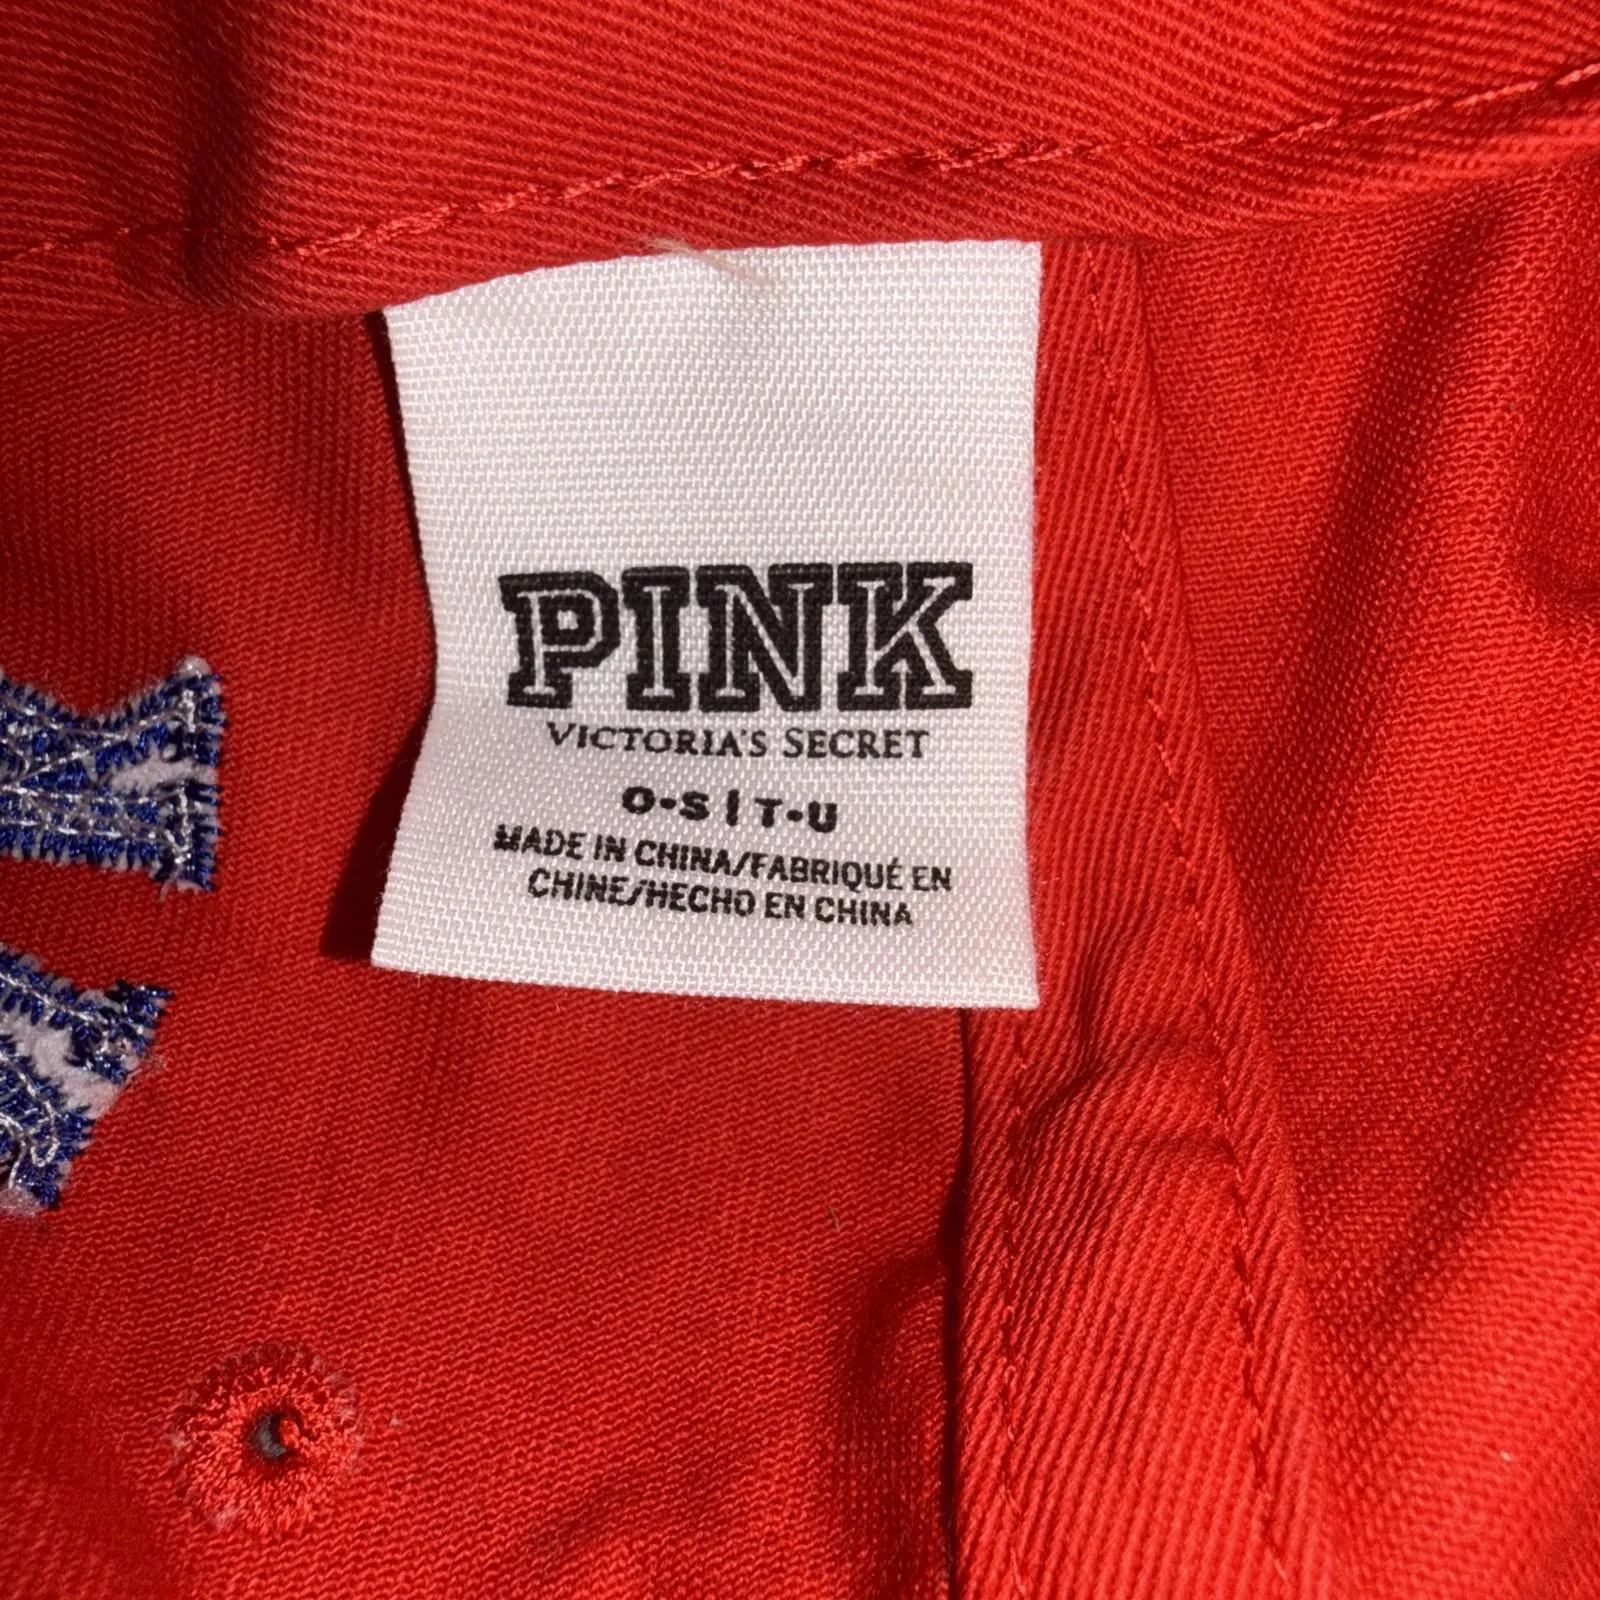 PINK
VICTORIA'S SECRET
O-S | T-U
MADE IN CHINA/FABRIQUÉ EN
CHINE/HECHO EN CHINA